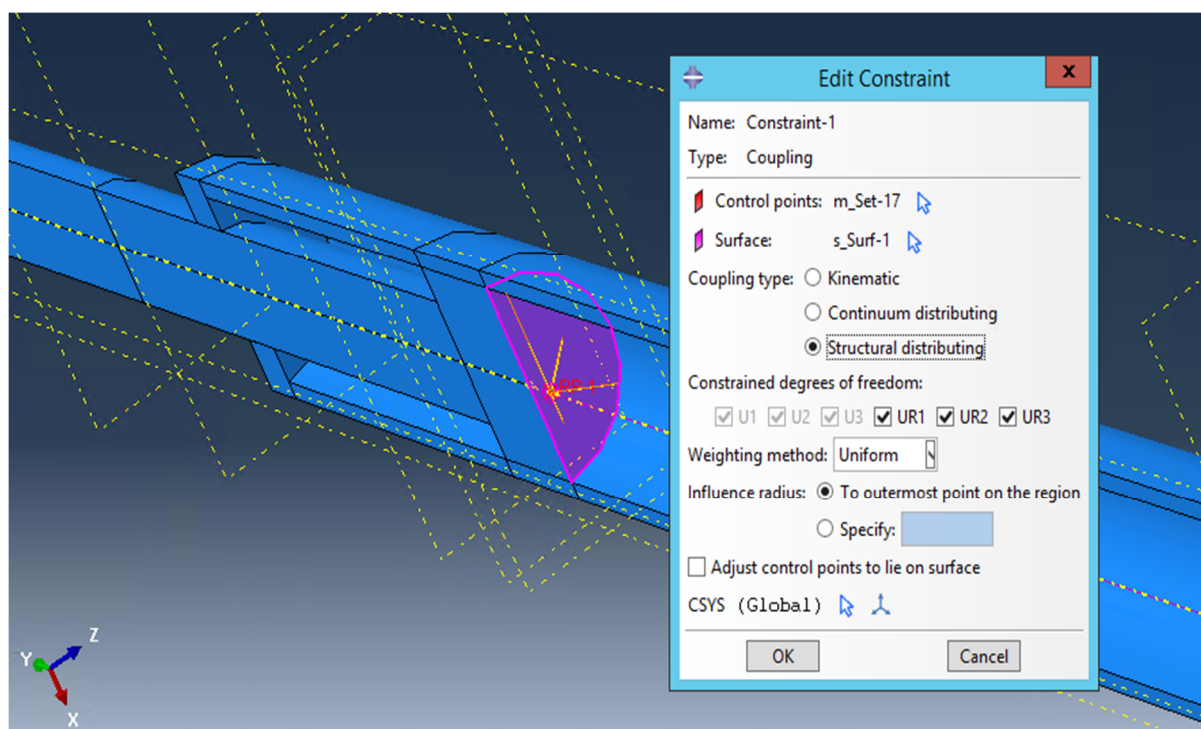 Edit Constraint
x
Name: Constraint-1
Type: Coupling
Control points: m_Set-17
Surface: s_Surf-1
Coupling type: Kinematic
Continuum distributing
Structural distributing
Constrained degrees of freedom:
U1 U2 U3 UR1 UR2 UR3
Weighting method: Uniform
Influence radius: To outermost point on the region
Specify:
Adjust control points to lie on surface
CSYS (Global)
OK Cancel
RP-1
Z
Y
X